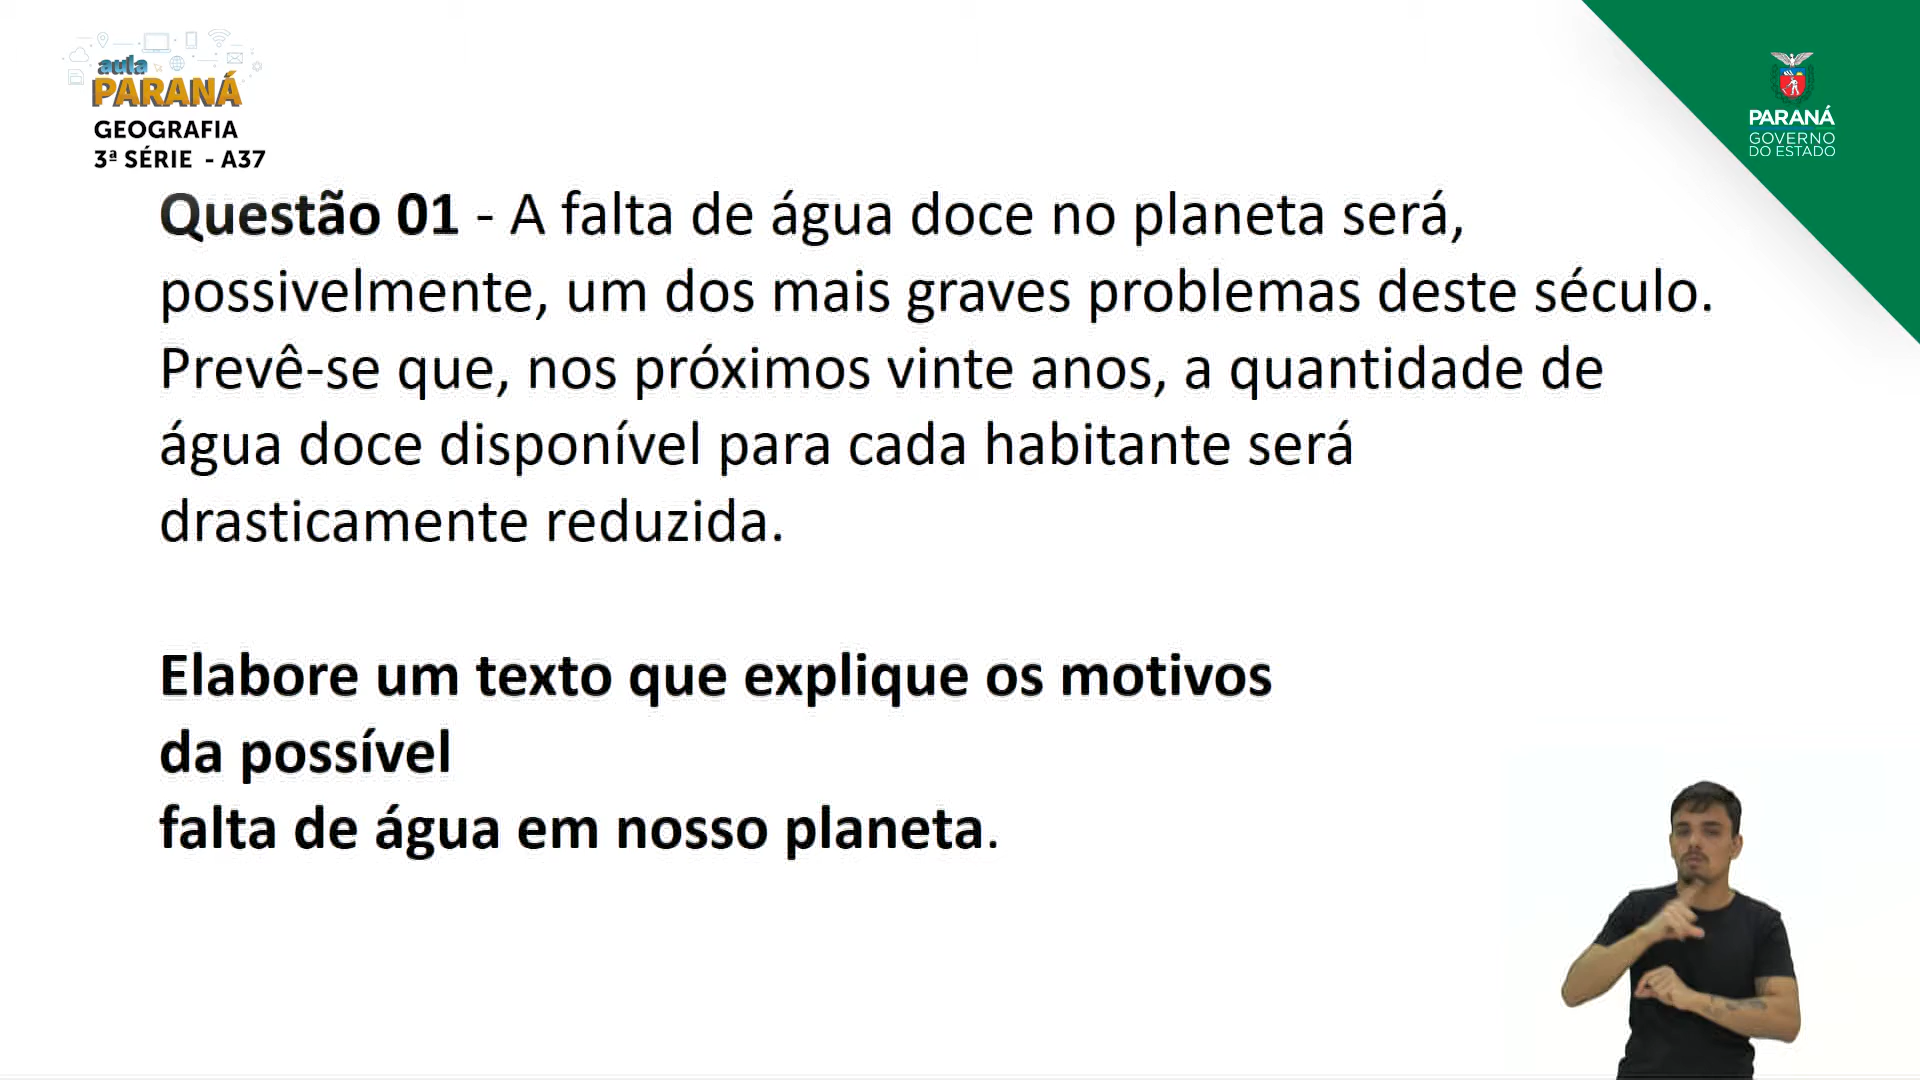 aula
PARANÁ
GEOGRAFIA
3ª SÉRIE - A37
PARANÁ
GOVERNO
DO ESTADO
Questão 01 - A falta de água doce no planeta será,
possivelmente, um dos mais graves problemas deste século.
Prevê-se que, nos próximos vinte anos, a quantidade de
água doce disponível para cada habitante será
drasticamente reduzida.
Elabore um texto que explique os motivos
da possível
falta de água em nosso planeta.